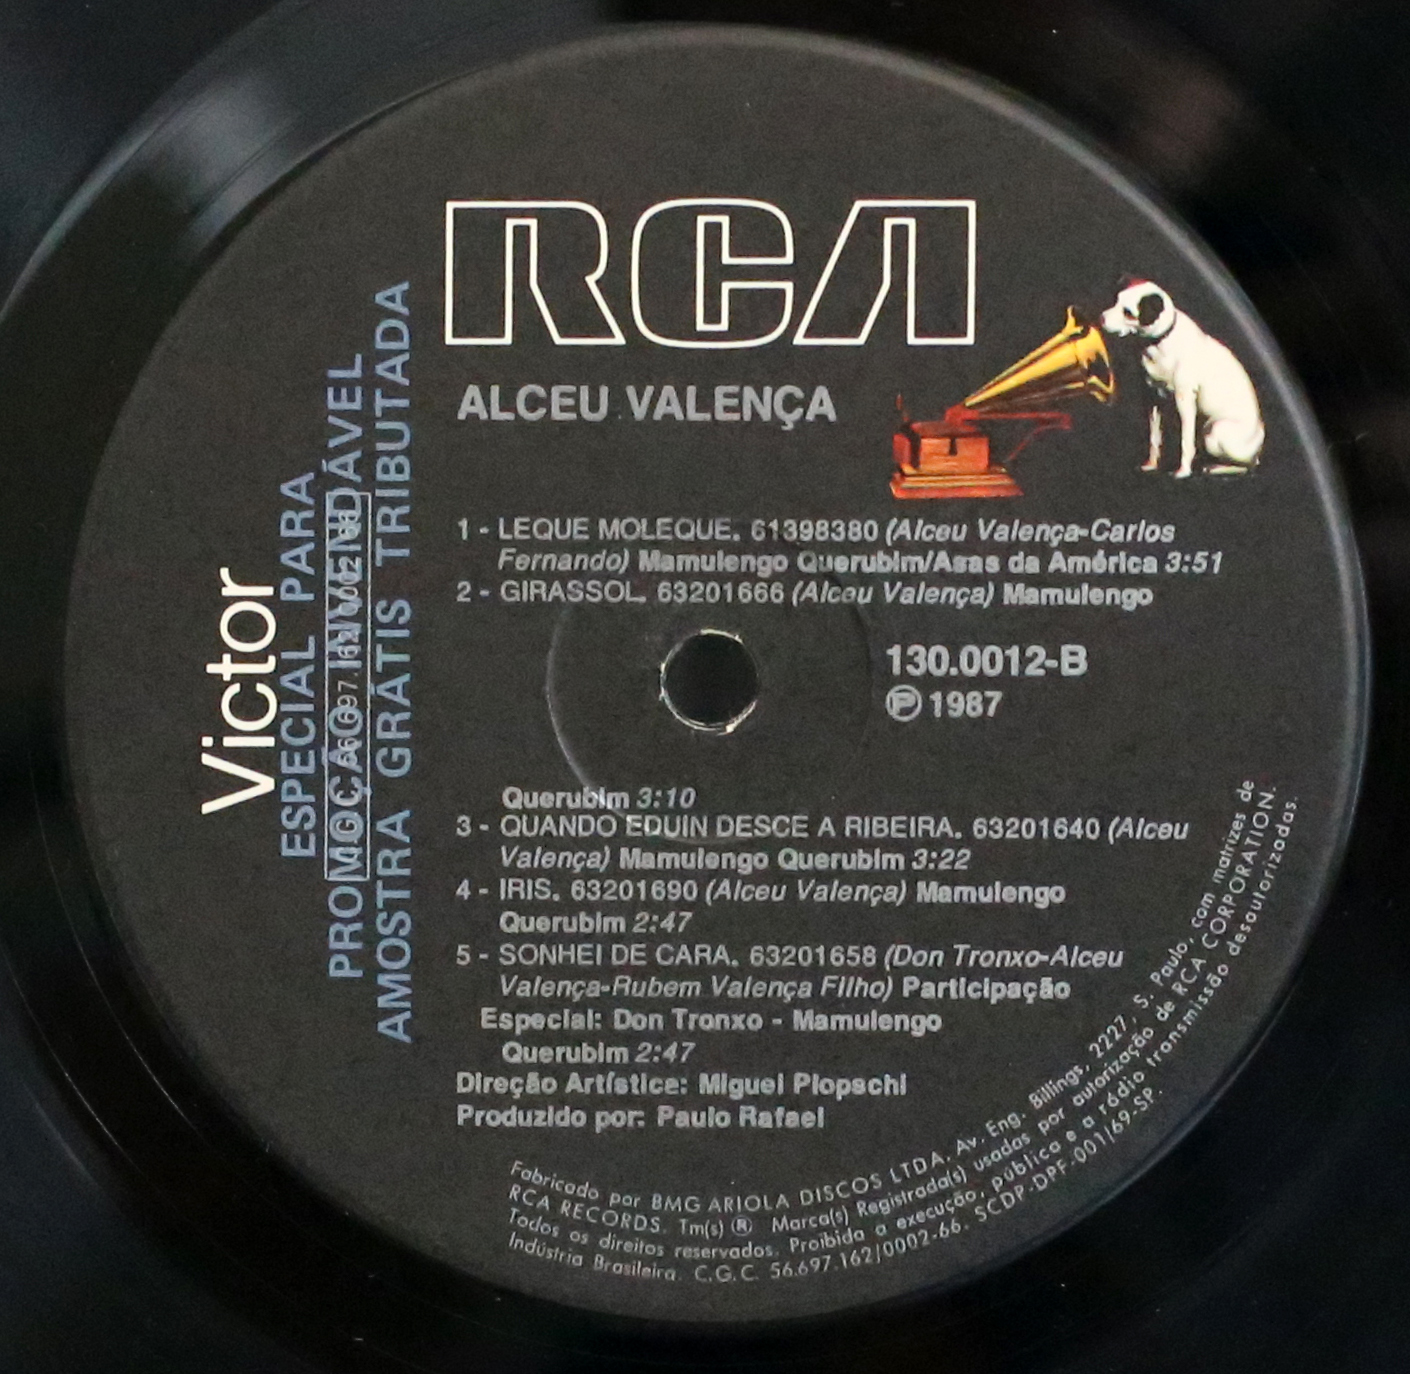 RCA
ALCEU VALENÇA
1 - LEQUE MOLEQUE. 61398380 (Alceu Valença-Carlos
Fernando) Mamulengo Querubim/Asas da América 3:51
2 - GIRASSOL. 63201666 (Alceu Valença) Mamulengo
130.0012-B
Ⓟ 1987
Querubim 3:10
3 - QUANDO EDUIN DESCE A RIBEIRA. 63201640 (Alceu
Valença) Mamulengo Querubim 3:22
4 - IRIS. 63201690 (Alceu Valença) Mamulengo
Querubim 2:47
5 - SONHEI DE CARA. 63201658 (Don Tronxo-Alceu
Valença-Rubem Valença Filho) Participação
Especial: Don Tronxo - Mamulengo
Querubim 2:47
Direção Artística: Miguel Plopschi
Produzido por: Paulo Rafael
Victor
ESPECIAL PARA
PROMOÇÃO INVENDÁVEL
AMOSTRA GRÁTIS TRIBUTADA
Fabricado por BMG ARIOLA DISCOS LTDA. Av. Eng. Billings, 2227, S. Paulo, com matrizes de
RCA RECORDS. Tm(s) ® Marca(s) Registrada(s) usadas por autorização de RCA CORPORATION.
Todos os direitos reservados. Proibida a execução, pública e a rádio transmissão desautorizadas.
Indústria Brasileira. C.G.C. 56.697.162/0002-66. SCDP-DPF-001/69-SP.